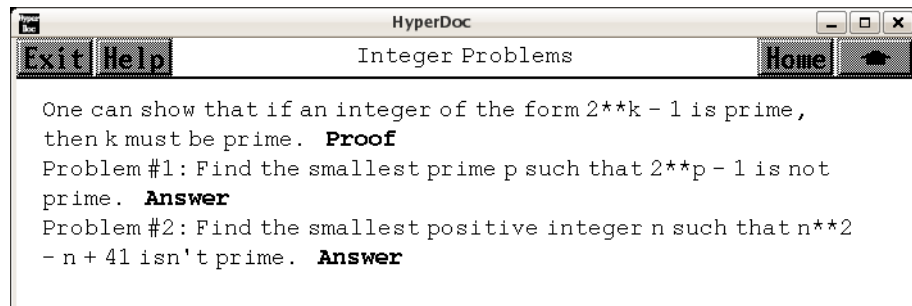 Hyper Doc HyperDoc
Exit Help Integer Problems Home
One can show that if an integer of the form 2**k - 1 is prime,
then k must be prime. Proof
Problem #1: Find the smallest prime p such that 2**p - 1 is not
prime. Answer
Problem #2: Find the smallest positive integer n such that n**2
- n + 41 isn't prime. Answer